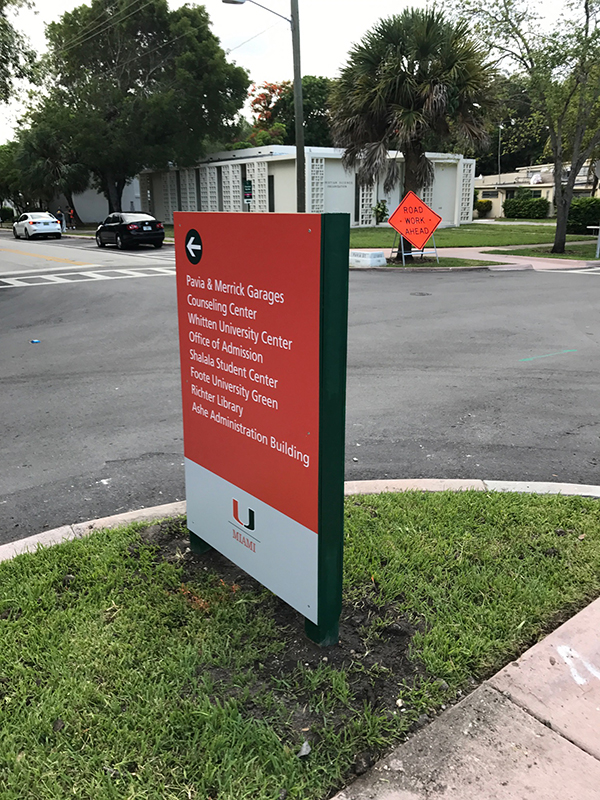 Pavia & Merrick Garages
Counseling Center
Whitten University Center
Office of Admission
Shalala Student Center
Foote University Green
Richter Library
Ashe Administration Building
U
MIAMI
ROAD
WORK
AHEAD